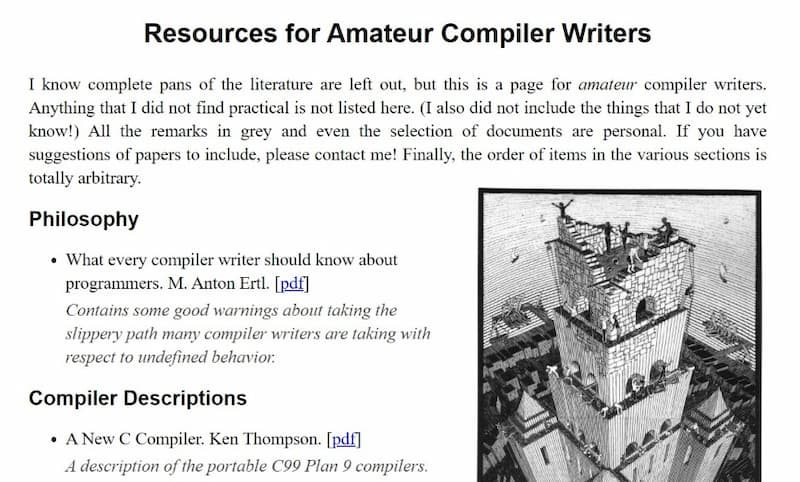 Resources for Amateur Compiler Writers
I know complete pans of the literature are left out, but this is a page for amateur compiler writers.
Anything that I did not find practical is not listed here. (I also did not include the things that I do not yet
know!) All the remarks in grey and even the selection of documents are personal. If you have
suggestions of papers to include, please contact me! Finally, the order of items in the various sections is
totally arbitrary.
Philosophy
• What every compiler writer should know about
programmers. M. Anton Ertl. [pdf]
Contains some good warnings about taking the
slippery path many compiler writers are taking with
respect to undefined behavior.
Compiler Descriptions
• A New C Compiler. Ken Thompson. [pdf]
A description of the portable C99 Plan 9 compilers.